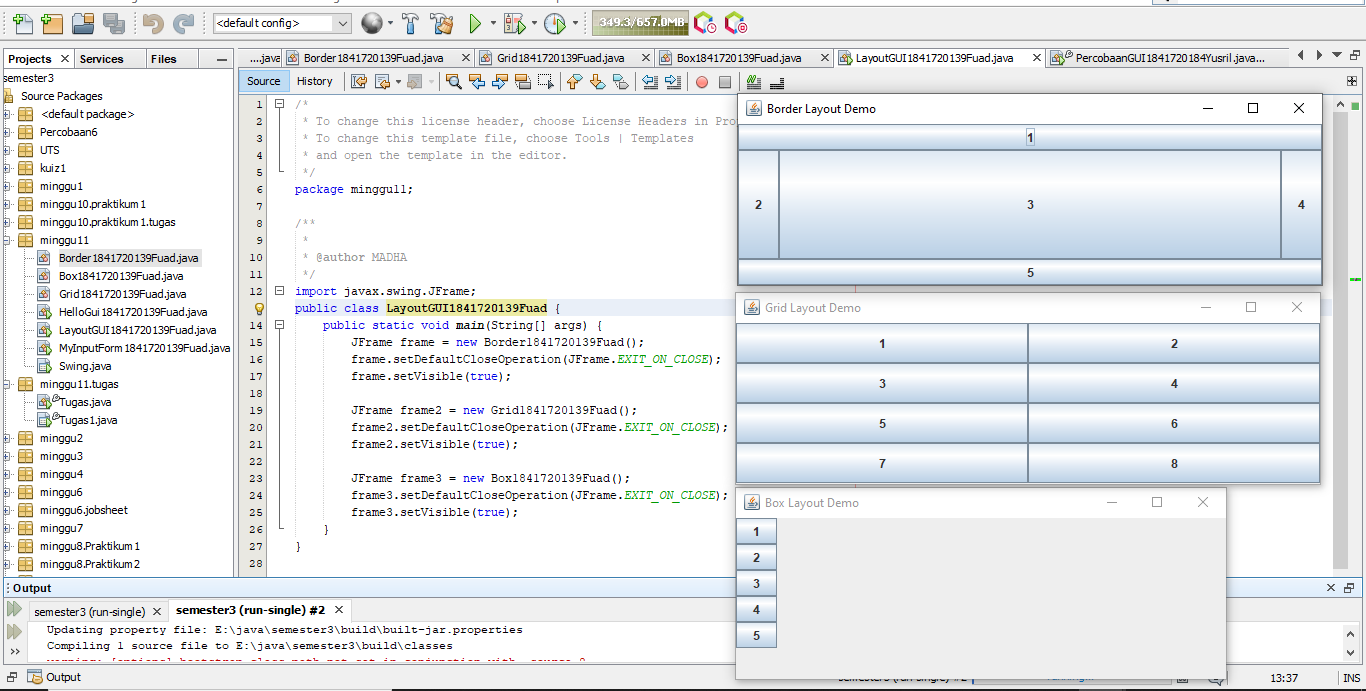 <default config>
349.3/657.0MB
Projects
Services
Files
....java
Border1841720139Fuad.java
Grid1841720139Fuad.java
Box1841720139Fuad.java
LayoutGUI1841720139Fuad.java
PercobaanGUI1841720184Yusril.java...
semester3
Source Packages
<default package>
Percobaan6
UTS
kuiz1
minggu1
minggu10.praktikum1
minggu10.praktikum1.tugas
minggu11
Border1841720139Fuad.java
Box1841720139Fuad.java
Grid1841720139Fuad.java
HelloGui1841720139Fuad.java
LayoutGUI1841720139Fuad.java
MyInputForm1841720139Fuad.java
Swing.java
minggu11.tugas
Tugas.java
Tugas1.java
minggu2
minggu3
minggu4
minggu6
minggu6.jobsheet
minggu7
minggu8.Praktikum1
minggu8.Praktikum2
Source
History
1 /*
2 * To change this license header, choose License Headers in Pro
3 * To change this template file, choose Tools | Templates
4 * and open the template in the editor.
5 */
6 package minggu11;
7
8 /**
9 *
10 * @author MADHA
11 */
12 import javax.swing.JFrame;
public class LayoutGUI1841720139Fuad {
14 public static void main(String[] args) {
15 JFrame frame = new Border1841720139Fuad();
16 frame.setDefaultCloseOperation(JFrame.EXIT_ON_CLOSE);
17 frame.setVisible(true);
18
19 JFrame frame2 = new Grid1841720139Fuad();
20 frame2.setDefaultCloseOperation(JFrame.EXIT_ON_CLOSE);
21 frame2.setVisible(true);
22
23 JFrame frame3 = new Box1841720139Fuad();
24 frame3.setDefaultCloseOperation(JFrame.EXIT_ON_CLOSE);
25 frame3.setVisible(true);
26 }
27 }
28
Border Layout Demo
1
2 3 4
5
Grid Layout Demo
1 2
3 4
5 6
7 8
Box Layout Demo
1
2
3
4
5
Output
semester3 (run-single)
semester3 (run-single) #2
Updating property file: E:\java\semester3\build\built-jar.properties
Compiling 1 source file to E:\java\semester3\build\classes
Output
13:37
INS